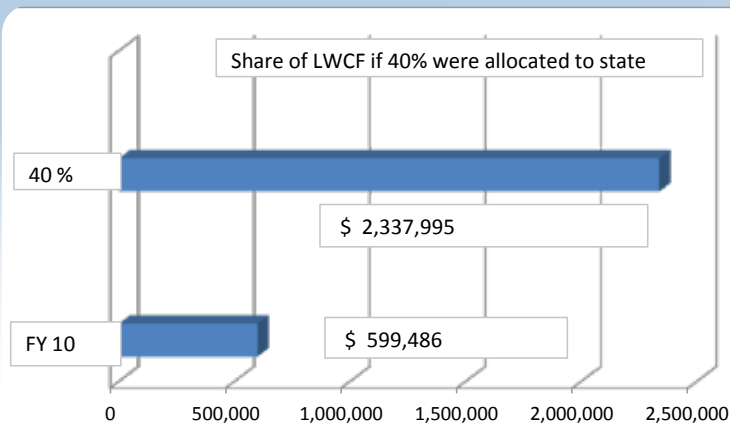 Share of LWCF if 40% were allocated to state
40 %
$ 2,337,995
FY 10
$ 599,486
0 500,000 1,000,000 1,500,000 2,000,000 2,500,000